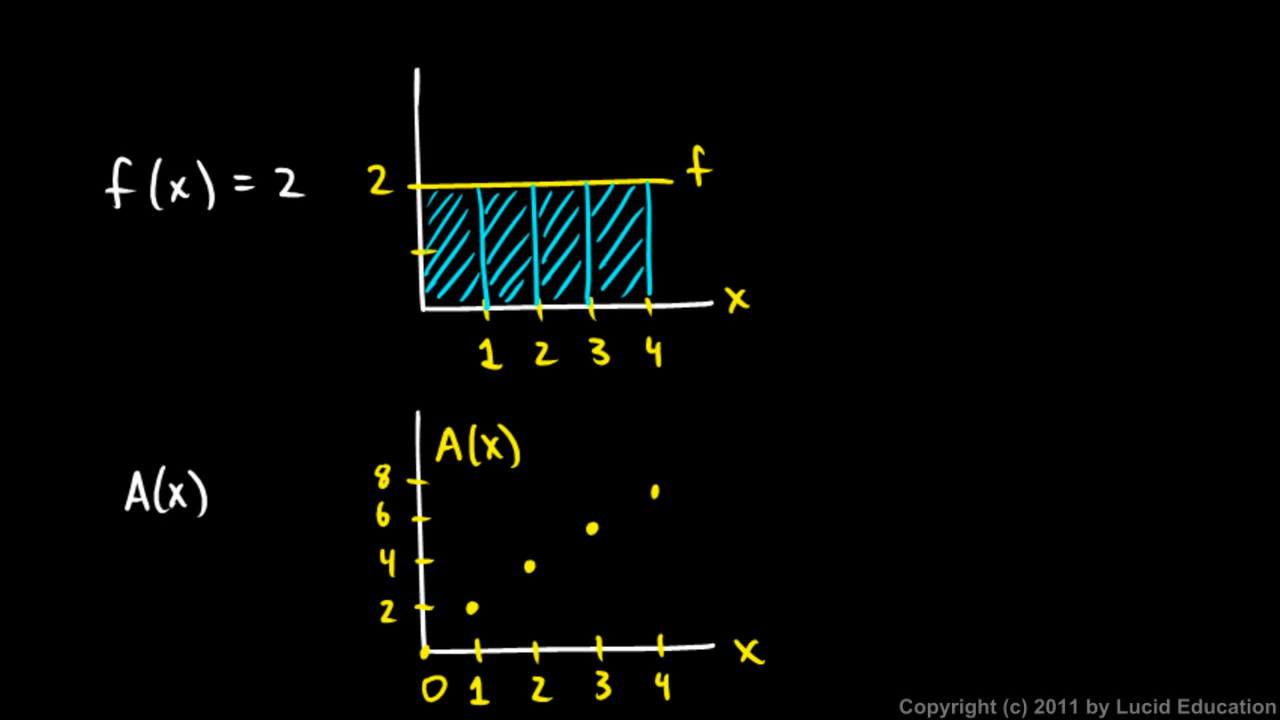 f(x) = 2
2
f
x
1 2 3 4
A(x)
A(x)
8
6
4
2
x
0 1 2 3 4
Copyright (c) 2011 by Lucid Education